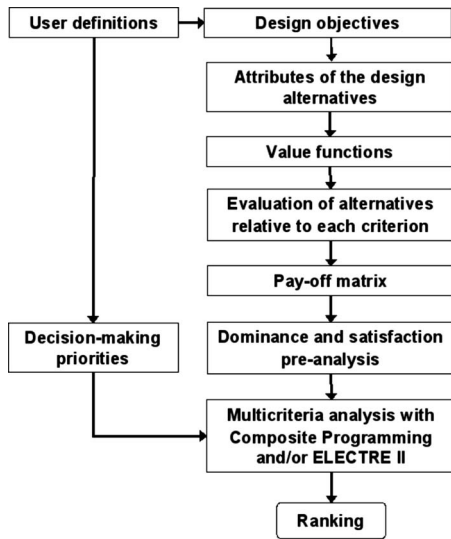 User definitions
Design objectives
Attributes of the design
alternatives
Value functions
Evaluation of alternatives
relative to each criterion
Pay-off matrix
Decision-making
priorities
Dominance and satisfaction
pre-analysis
Multicriteria analysis with
Composite Programming
and/or ELECTRE II
Ranking